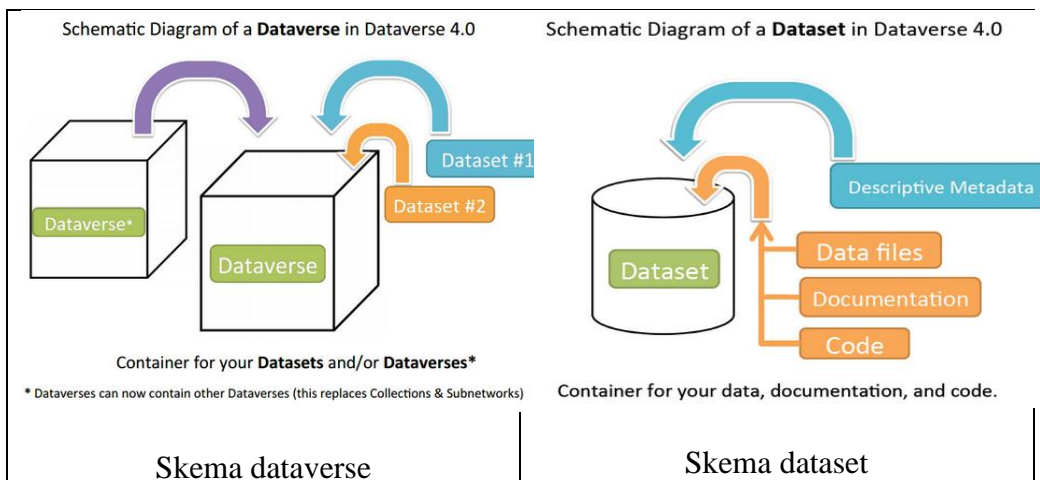 Schematic Diagram of a Dataverse in Dataverse 4.0
Dataverse*
Dataverse
Dataset #1
Dataset #2
Container for your Datasets and/or Dataverses*
* Dataverses can now contain other Dataverses (this replaces Collections & Subnetworks)
Skema dataverse
Schematic Diagram of a Dataset in Dataverse 4.0
Descriptive Metadata
Dataset
Data files
Documentation
Code
Container for your data, documentation, and code.
Skema dataset